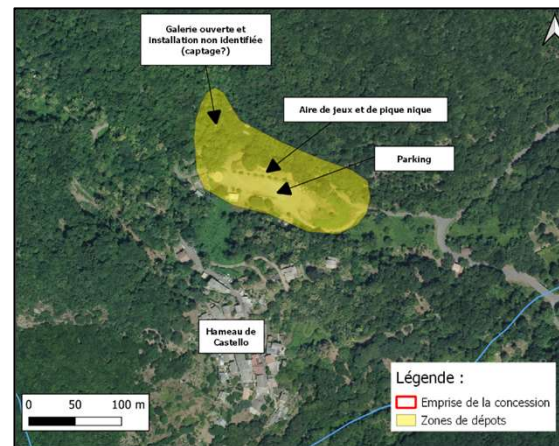 Galerie ouverte et
installation non identifiée
(captage?)
Aire de jeux et de pique nique
Parking
Hameau de
Castello
0 50 100 m
Légende :
Emprise de la concession
Zones de dépots